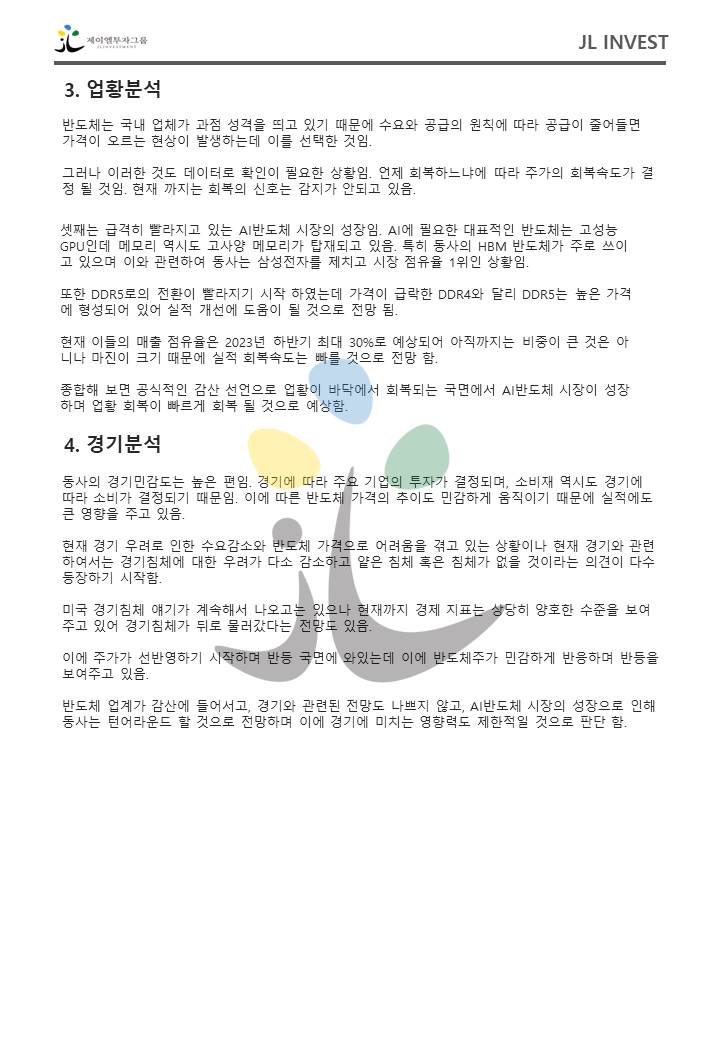 제이엘투자그룹
JLINVESTMENT
JL INVEST
3. 업황분석
반도체는 국내 업체가 과점 성격을 띄고 있기 때문에 수요와 공급의 원칙에 따라 공급이 줄어들면
가격이 오르는 현상이 발생하는데 이를 선택한 것임.
그러나 이러한 것도 데이터로 확인이 필요한 상황임. 언제 회복하느냐에 따라 주가의 회복속도가 결
정 될 것임. 현재 까지는 회복의 신호는 감지가 안되고 있음.
셋째는 급격히 빨라지고 있는 AI반도체 시장의 성장임. AI에 필요한 대표적인 반도체는 고성능
GPU인데 메모리 역시도 고사양 메모리가 탑재되고 있음. 특히 동사의 HBM 반도체가 주로 쓰이
고 있으며 이와 관련하여 동사는 삼성전자를 제치고 시장 점유율 1위인 상황임.
또한 DDR5로의 전환이 빨라지기 시작 하였는데 가격이 급락한 DDR4와 달리 DDR5는 높은 가격
에 형성되어 있어 실적 개선에 도움이 될 것으로 전망 됨.
현재 이들의 매출 점유율은 2023년 하반기 최대 30%로 예상되어 아직까지는 비중이 큰 것은 아
니나 마진이 크기 때문에 실적 회복속도는 빠를 것으로 전망 함.
종합해 보면 공식적인 감산 선언으로 업황이 바닥에서 회복되는 국면에서 AI반도체 시장이 성장
하며 업황 회복이 빠르게 회복 될 것으로 예상함.
4. 경기분석
동사의 경기민감도는 높은 편임. 경기에 따라 주요 기업의 투자가 결정되며, 소비재 역시도 경기에
따라 소비가 결정되기 때문임. 이에 따른 반도체 가격의 추이도 민감하게 움직이기 때문에 실적에도
큰 영향을 주고 있음.
현재 경기 우려로 인한 수요감소와 반도체 가격으로 어려움을 겪고 있는 상황이나 현재 경기와 관련
하여서는 경기침체에 대한 우려가 다소 감소하고 얕은 침체 혹은 침체가 없을 것이라는 의견이 다수
등장하기 시작함.
미국 경기침체 얘기가 계속해서 나오고는 있으나 현재까지 경제 지표는 상당히 양호한 수준을 보여
주고 있어 경기침체가 뒤로 물러갔다는 전망도 있음.
이에 주가가 선반영하기 시작하며 반등 국면에 와있는데 이에 반도체주가 민감하게 반응하며 반등을
보여주고 있음.
반도체 업계가 감산에 들어서고, 경기와 관련된 전망도 나쁘지 않고, AI반도체 시장의 성장으로 인해
동사는 턴어라운드 할 것으로 전망하며 이에 경기에 미치는 영향력도 제한적일 것으로 판단 함.